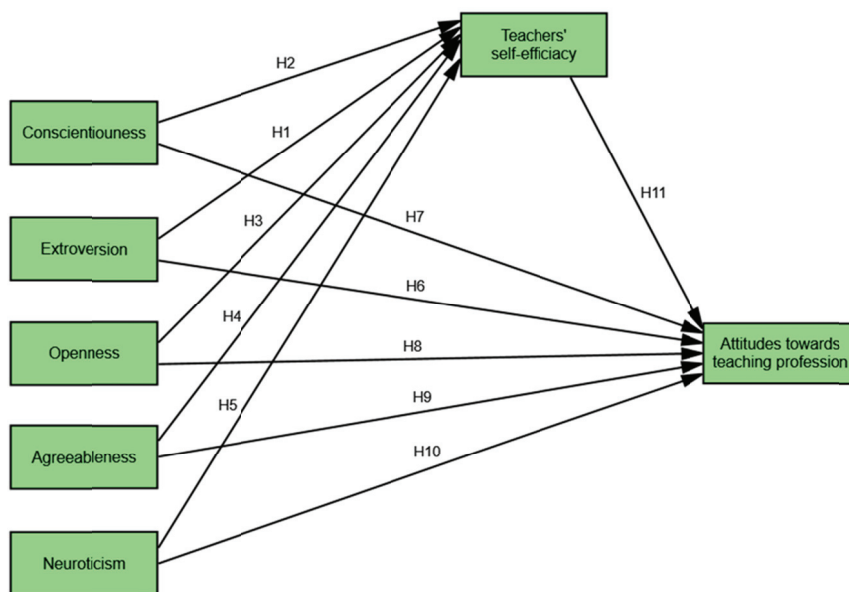 Teachers'
self-efficiacy
H2
Conscientiouness
H1
H11
H3
H7
Extroversion
H6
H4
Openness
H8
Attitudes towards
teaching profession
H5
H9
Agreeableness
H10
Neuroticism